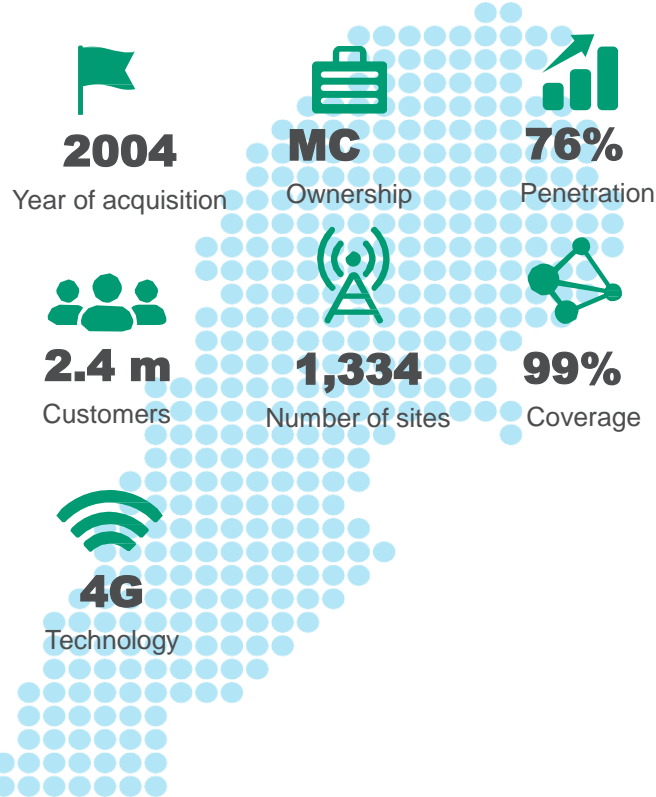 2004
Year of acquisition
MC
Ownership
76%
Penetration
2.4 m
Customers
1,334
Number of sites
99%
Coverage
4G
Technology